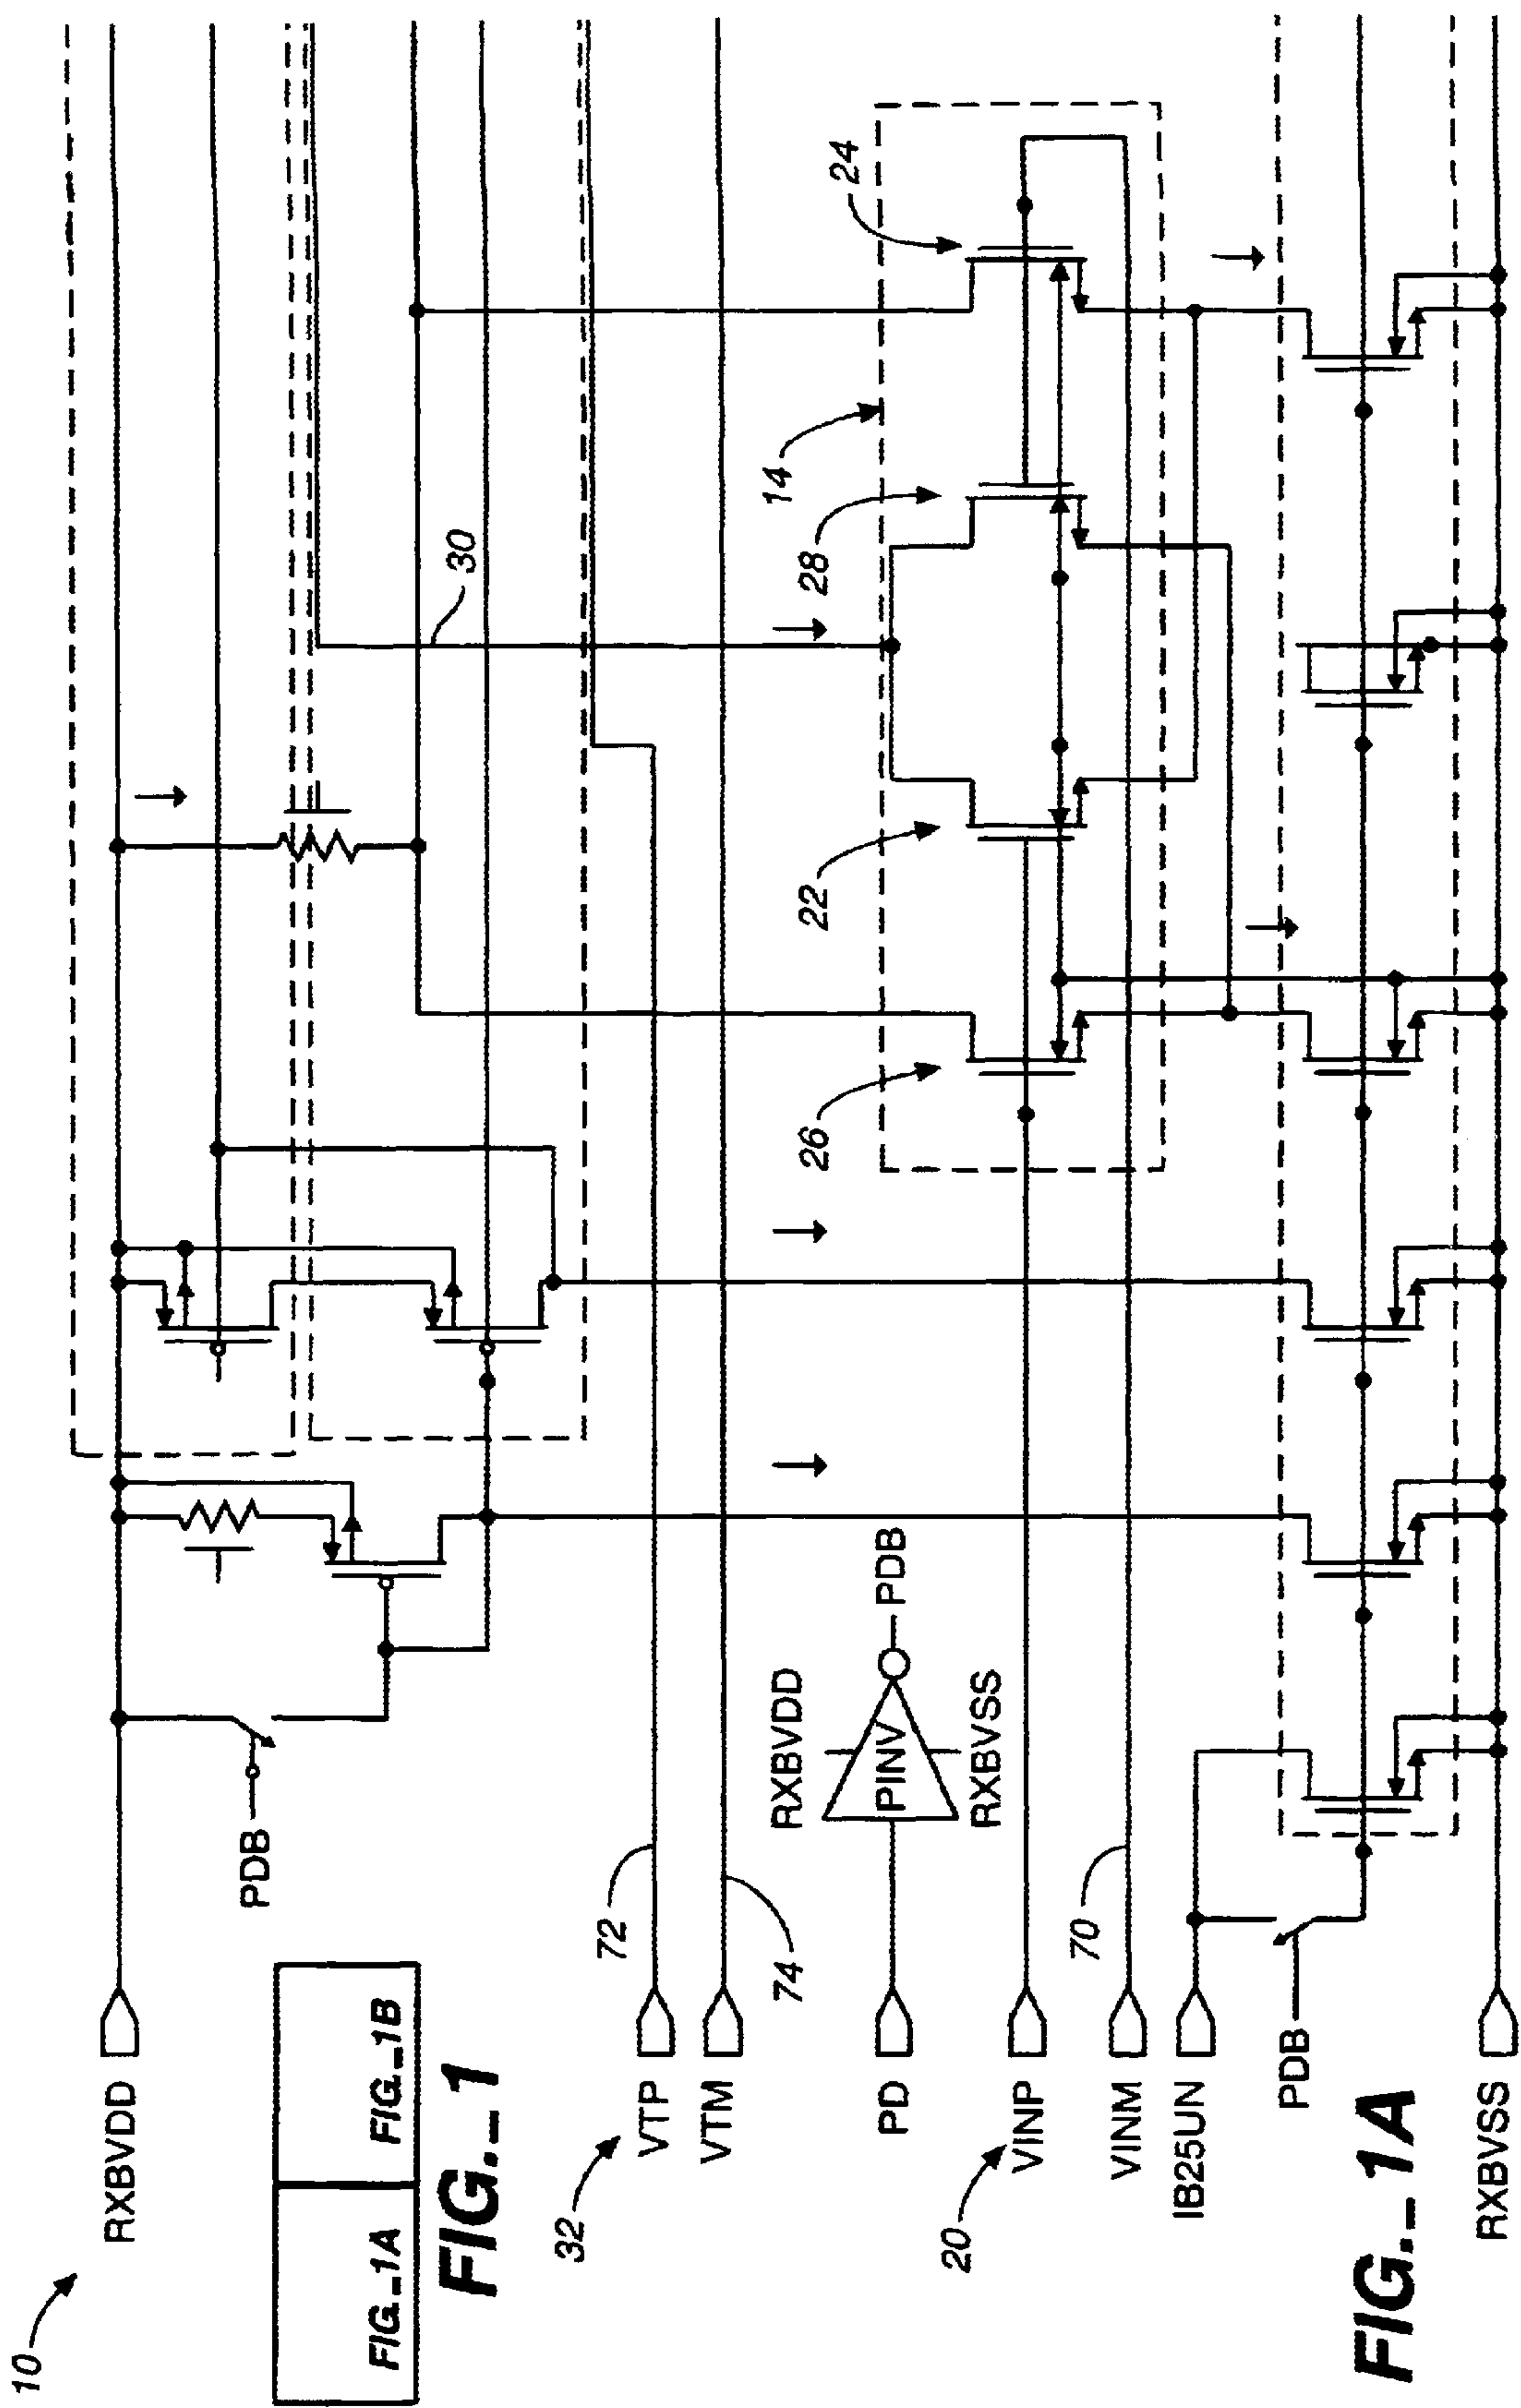 10
RXBVDD
PDB
FIG._1A
FIG._1B
FIG._1
30
32
VTP
72
VTM
74
14
24
28
22
26
RXBVDD
PD
PINV
PDB
RXBVSS
20
VINP
VINM
70
IB25UN
PDB
RXBVSS
FIG._1A